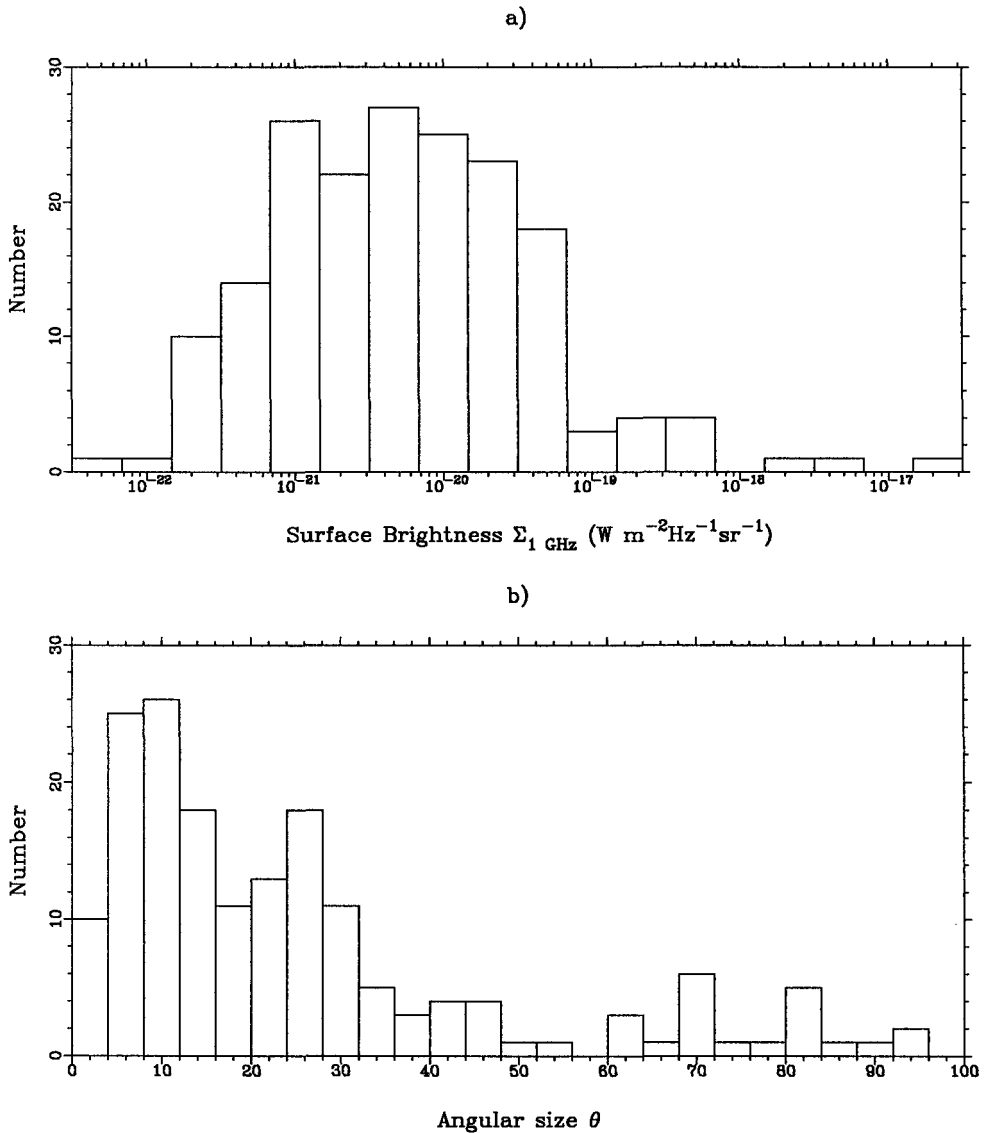 a)
30
20
10
0
Number
10⁻²² 10⁻²¹ 10⁻²⁰ 10⁻¹⁹ 10⁻¹⁸ 10⁻¹⁷
Surface Brightness Σ₁ GHz (W m⁻²Hz⁻¹sr⁻¹)
b)
30
20
10
0
Number
0 10 20 30 40 50 60 70 80 90 100
Angular size θ